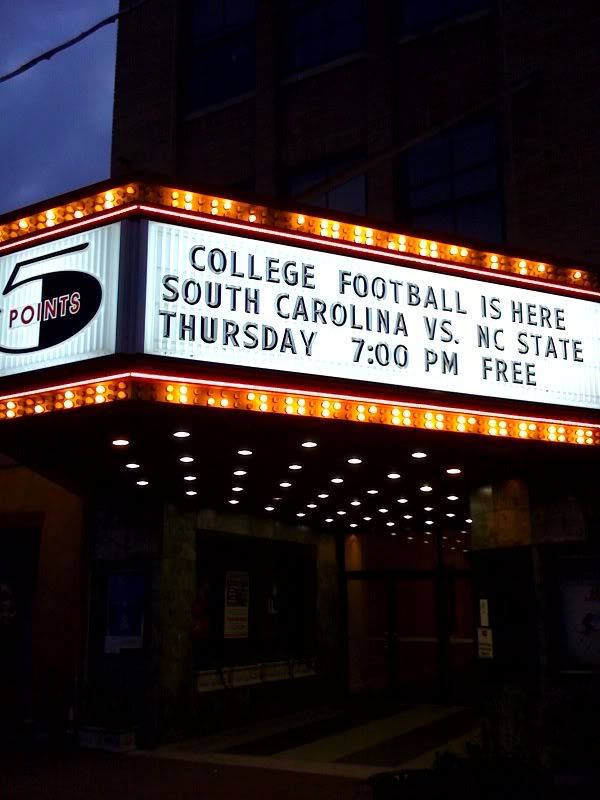 5
POINTS
COLLEGE FOOTBALL IS HERE
SOUTH CAROLINA VS. NC STATE
THURSDAY 7:00 PM FREE